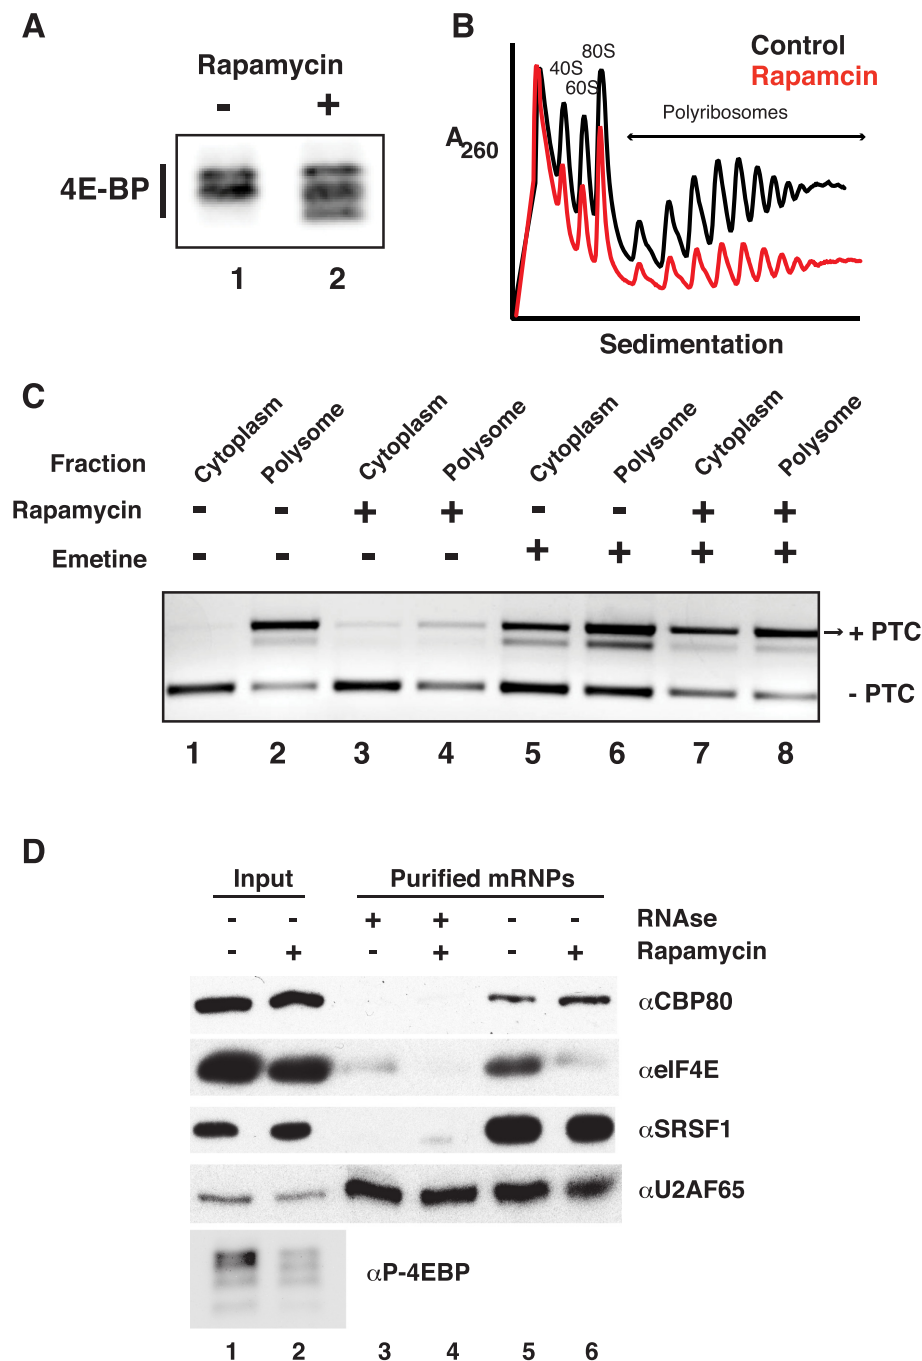 A
Rapamycin
- +
4E-BP
1 2
B
Control
Rapamcin
80S
40S
60S
Polyribosomes
A260
Sedimentation
C
Fraction Cytoplasm Polysome Cytoplasm Polysome Cytoplasm Polysome Cytoplasm Polysome
Rapamycin - - + + - - + +
Emetine - - - - + + + +
→ + PTC
- PTC
1 2 3 4 5 6 7 8
D
Input Purified mRNPs
- - + + - - RNAse
- + - + - + Rapamycin
αCBP80
αeIF4E
αSRSF1
αU2AF65
αP-4EBP
1 2 3 4 5 6